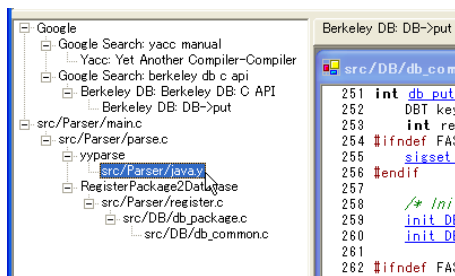 Google
Google Search: yacc manual
Yacc: Yet Another Compiler-Compiler
Google Search: berkeley db c api
Berkeley DB: Berkeley DB: C API
Berkeley DB: DB->put
src/Parser/main.c
src/Parser/parse.c
yyparse
src/Parser/java.y
RegisterPackage2Database
src/Parser/register.c
src/DB/db_package.c
src/DB/db_common.c
Berkeley DB: DB->put
src/DB/db_com
251 int db_put
252 DBT key
253 int re
254 #ifndef FAS
255 sigset_
256 #endif
257
258 /* Ini
259 init_DB
260 init_DB
261
262 #ifndef FAS